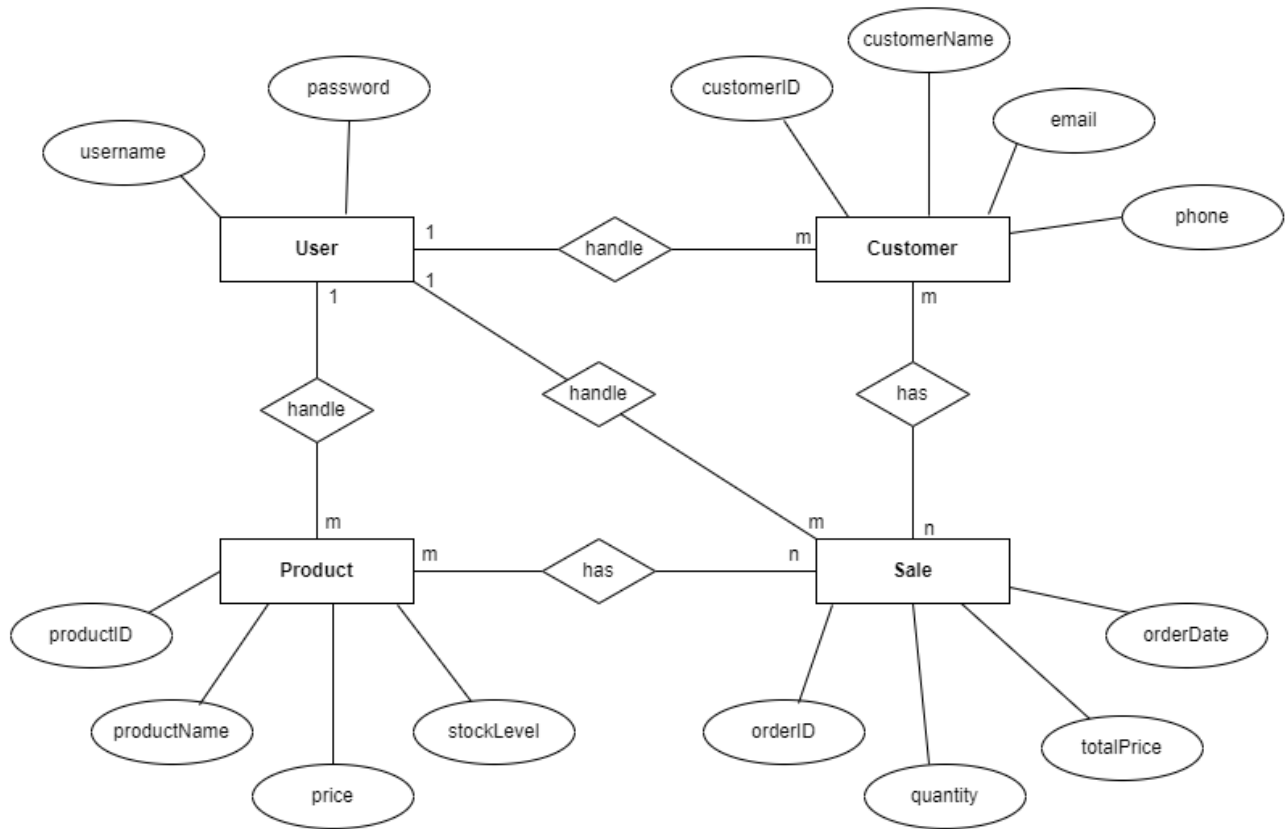 customerName
password
customerID
email
username
phone
User
1
handle
m
Customer
1
1
m
handle
handle
has
m
m
n
Product
m
has
n
Sale
productID
orderDate
productName
stockLevel
orderID
totalPrice
price
quantity